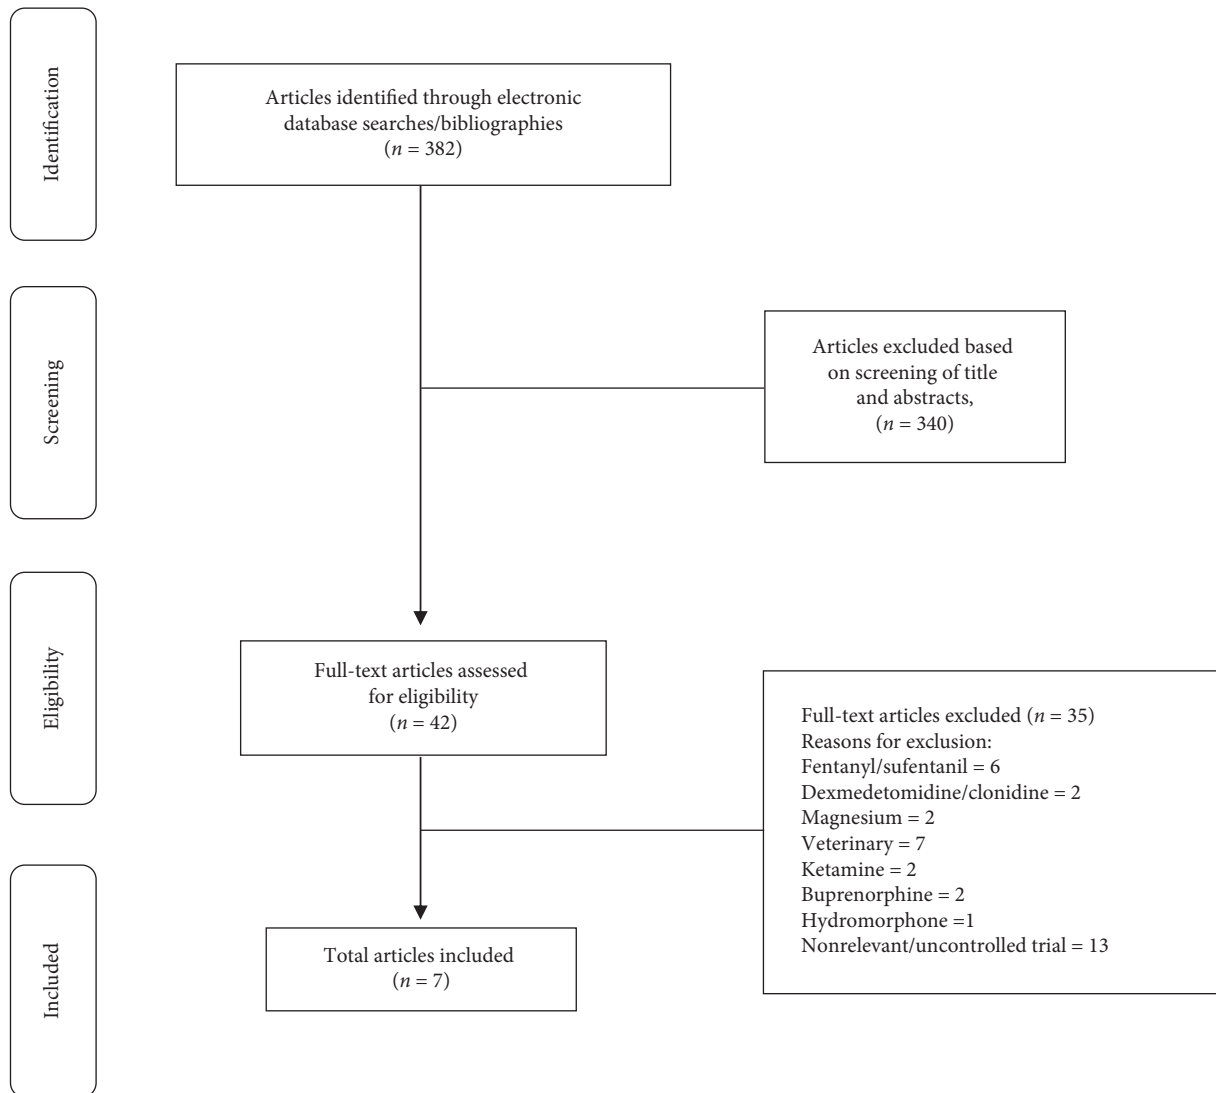 Identification
Articles identified through electronic
database searches/bibliographies
(n = 382)
Screening
Articles excluded based
on screening of title
and abstracts,
(n = 340)
Eligibility
Full-text articles assessed
for eligibility
(n = 42)
Full-text articles excluded (n = 35)
Reasons for exclusion:
Fentanyl/sufentanil = 6
Dexmedetomidine/clonidine = 2
Magnesium = 2
Veterinary = 7
Ketamine = 2
Buprenorphine = 2
Hydromorphone =1
Nonrelevant/uncontrolled trial = 13
Included
Total articles included
(n = 7)